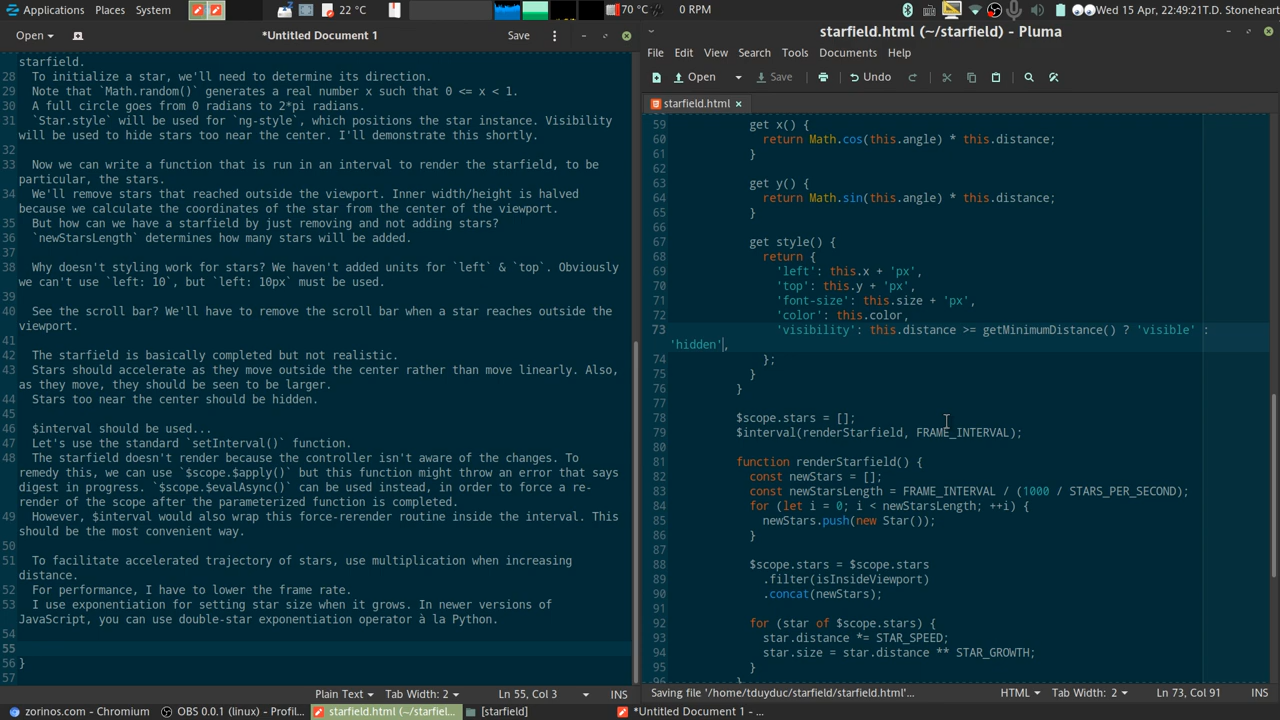 Applications Places System 22 °C 70 °C 0 RPM Wed 15 Apr, 22:49:21 T.D. Stoneheart
Open *Untitled Document 1 Save
starfield.html (~/starfield) - Pluma
File Edit View Search Tools Documents Help
Open Save Undo
starfield.html
starfield.
28 To initialize a star, we'll need to determine its direction.
29 Note that `Math.random()` generates a real number x such that 0 <= x < 1.
30 A full circle goes from 0 radians to 2*pi radians.
31 `Star.style` will be used for `ng-style`, which positions the star instance. Visibility
will be used to hide stars too near the center. I'll demonstrate this shortly.
32
33 Now we can write a function that is run in an interval to render the starfield, to be
particular, the stars.
34 We'll remove stars that reached outside the viewport. Inner width/height is halved
because we calculate the coordinates of the star from the center of the viewport.
35 But how can we have a starfield by just removing and not adding stars?
36 `newStarsLength` determines how many stars will be added.
37
38 Why doesn't styling work for stars? We haven't added units for `left` & `top`. Obviously
we can't use `left: 10`, but `left: 10px` must be used.
39
40 See the scroll bar? We'll have to remove the scroll bar when a star reaches outside the
viewport.
41
42 The starfield is basically completed but not realistic.
43 Stars should accelerate as they move outside the center rather than move linearly. Also,
as they move, they should be seen to be larger.
44 Stars too near the center should be hidden.
45
46 $interval should be used...
47 Let's use the standard `setInterval()` function.
48 The starfield doesn't render because the controller isn't aware of the changes. To
remedy this, we can use `$scope.$apply()` but this function might throw an error that says
digest in progress. `$scope.$evalAsync()` can be used instead, in order to force a re-
render of the scope after the parameterized function is completed.
49 However, $interval would also wrap this force-rerender routine inside the interval. This
should be the most convenient way.
50
51 To facilitate accelerated trajectory of stars, use multiplication when increasing
distance.
52 For performance, I have to lower the frame rate.
53 I use exponentiation for setting star size when it grows. In newer versions of
JavaScript, you can use double-star exponentiation operator à la Python.
54
55
56 }
57
Plain Text Tab Width: 2 Ln 55, Col 3 INS
59 get x() {
60 return Math.cos(this.angle) * this.distance;
61 }
62
63 get y() {
64 return Math.sin(this.angle) * this.distance;
65 }
66
67 get style() {
68 return {
69 'left': this.x + 'px',
70 'top': this.y + 'px',
71 'font-size': this.size + 'px',
72 'color': this.color,
73 'visibility': this.distance >= getMinimumDistance() ? 'visible' :
'hidden',
74 };
75 }
76 }
77
78 $scope.stars = [];
79 $interval(renderStarfield, FRAME_INTERVAL);
80
81 function renderStarfield() {
82 const newStars = [];
83 const newStarsLength = FRAME_INTERVAL / (1000 / STARS_PER_SECOND);
84 for (let i = 0; i < newStarsLength; ++i) {
85 newStars.push(new Star());
86 }
87
88 $scope.stars = $scope.stars
89 .filter(isInsideViewport)
90 .concat(newStars);
91
92 for (star of $scope.stars) {
93 star.distance *= STAR_SPEED;
94 star.size = star.distance ** STAR_GROWTH;
95 }
96 }
Saving file '/home/tduyduc/starfield/starfield.html'... HTML Tab Width: 2 Ln 73, Col 91 INS
zorinos.com - Chromium OBS 0.0.1 (linux) - Profil... starfield.html (~/starfiel... [starfield] *Untitled Document 1 - ...